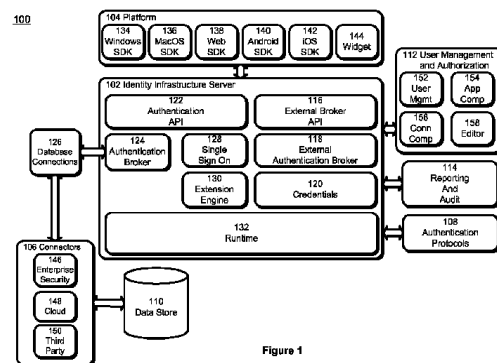 100
104 Platform
134
Windows
SDK
136
MacOS
SDK
138
Web
SDK
140
Android
SDK
142
iOS
SDK
144
Widget
112 User Management
and Authorization
152
User
Mgmt
154
App
Comp
156
Conn
Comp
158
Editor
102 Identity Infrastructure Server
122
Authentication
API
116
External Broker
API
124
Authentication
Broker
128
Single
Sign On
118
External
Authentication Broker
130
Extension
Engine
120
Credentials
132
Runtime
126
Database
Connections
114
Reporting
And
Audit
108
Authentication
Protocols
106 Connectors
146
Enterprise
Security
148
Cloud
150
Third
Party
110
Data Store
Figure 1